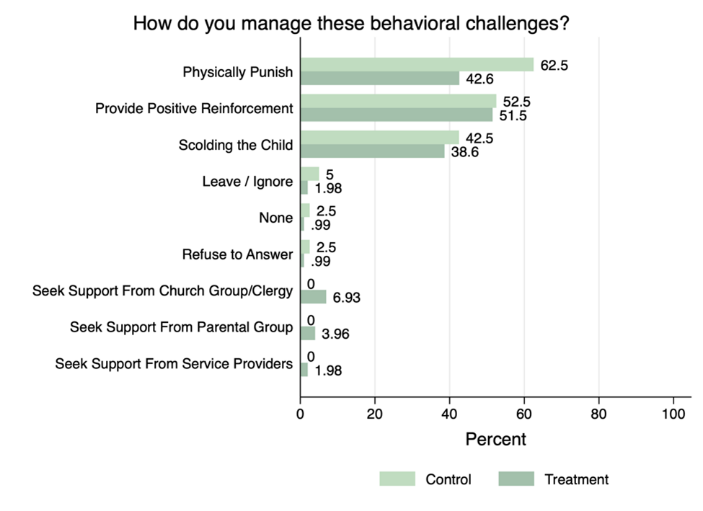 How do you manage these behavioral challenges?
Physically Punish
62.5
42.6
Provide Positive Reinforcement
52.5
51.5
Scolding the Child
42.5
38.6
Leave / Ignore
5
1.98
None
2.5
.99
Refuse to Answer
2.5
.99
Seek Support From Church Group/Clergy
0
6.93
Seek Support From Parental Group
0
3.96
Seek Support From Service Providers
0
1.98
0 20 40 60 80 100
Percent
Control Treatment